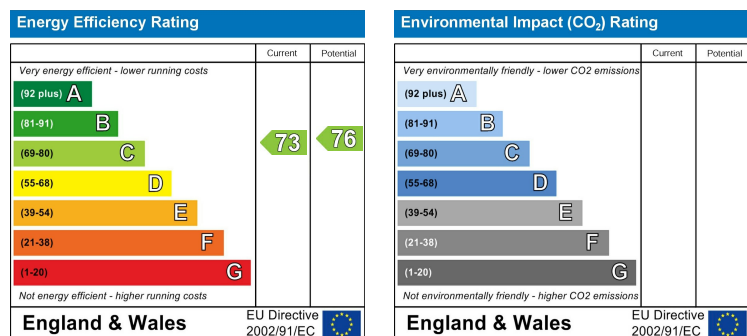 Energy Efficiency Rating
Current Potential
Very energy efficient - lower running costs
(92 plus) A
(81-91) B
(69-80) C
(55-68) D
(39-54) E
(21-38) F
(1-20) G
73
76
Not energy efficient - higher running costs
England & Wales
EU Directive
2002/91/EC
Environmental Impact (CO₂) Rating
Current Potential
Very environmentally friendly - lower CO2 emissions
(92 plus) A
(81-91) B
(69-80) C
(55-68) D
(39-54) E
(21-38) F
(1-20) G
Not environmentally friendly - higher CO2 emissions
England & Wales
EU Directive
2002/91/EC